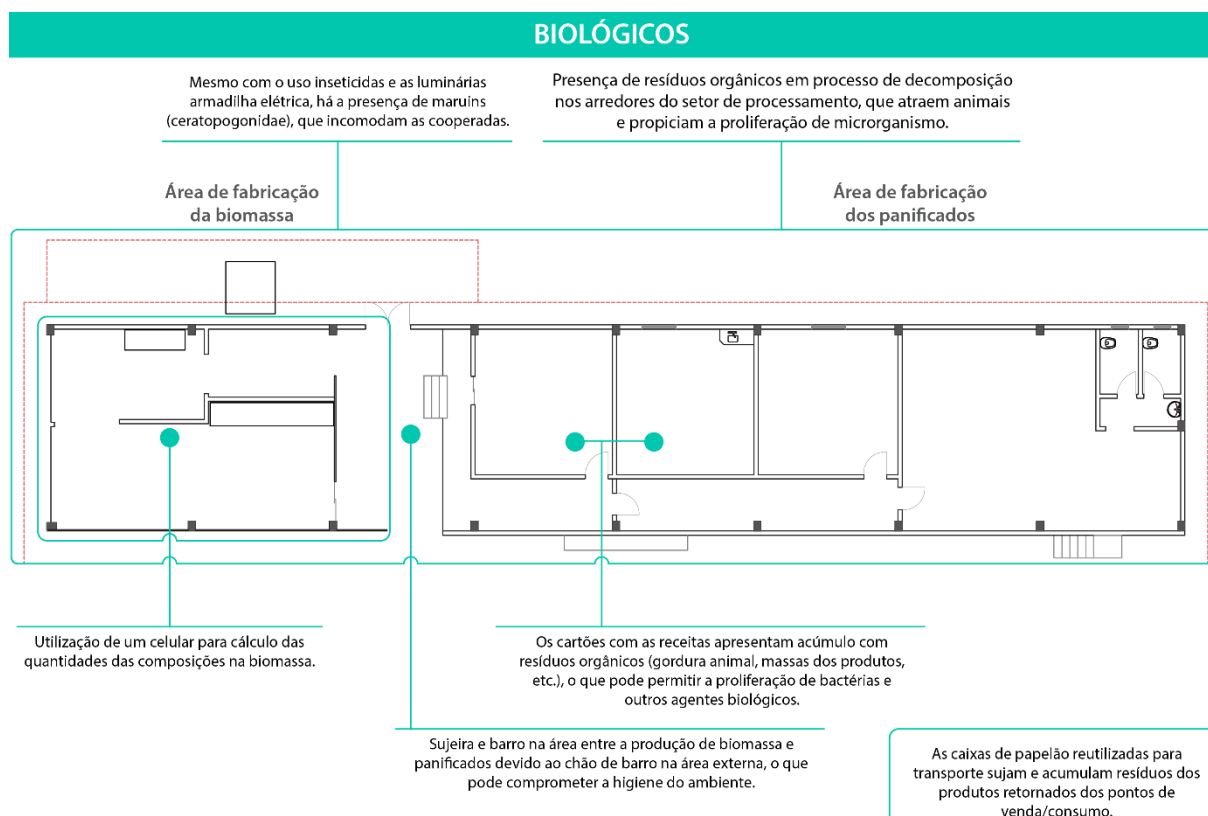 BIOLÓGICOS
Mesmo com o uso inseticidas e as luminárias
armadilha elétrica, há a presença de maruins
(ceratopogonidae), que incomodam as cooperadas.
Presença de resíduos orgânicos em processo de decomposição
nos arredores do setor de processamento, que atraem animais
e propiciam a proliferação de microrganismo.
Área de fabricação
da biomassa
Área de fabricação
dos panificados
Utilização de um celular para cálculo das
quantidades das composições na biomassa.
Os cartões com as receitas apresentam acúmulo com
resíduos orgânicos (gordura animal, massas dos produtos,
etc.), o que pode permitir a proliferação de bactérias e
outros agentes biológicos.
Sujeira e barro na área entre a produção de biomassa e
panificados devido ao chão de barro na área externa, o que
pode comprometer a higiene do ambiente.
As caixas de papelão reutilizadas para
transporte sujam e acumulam resíduos dos
produtos retornados dos pontos de
venda/consumo.